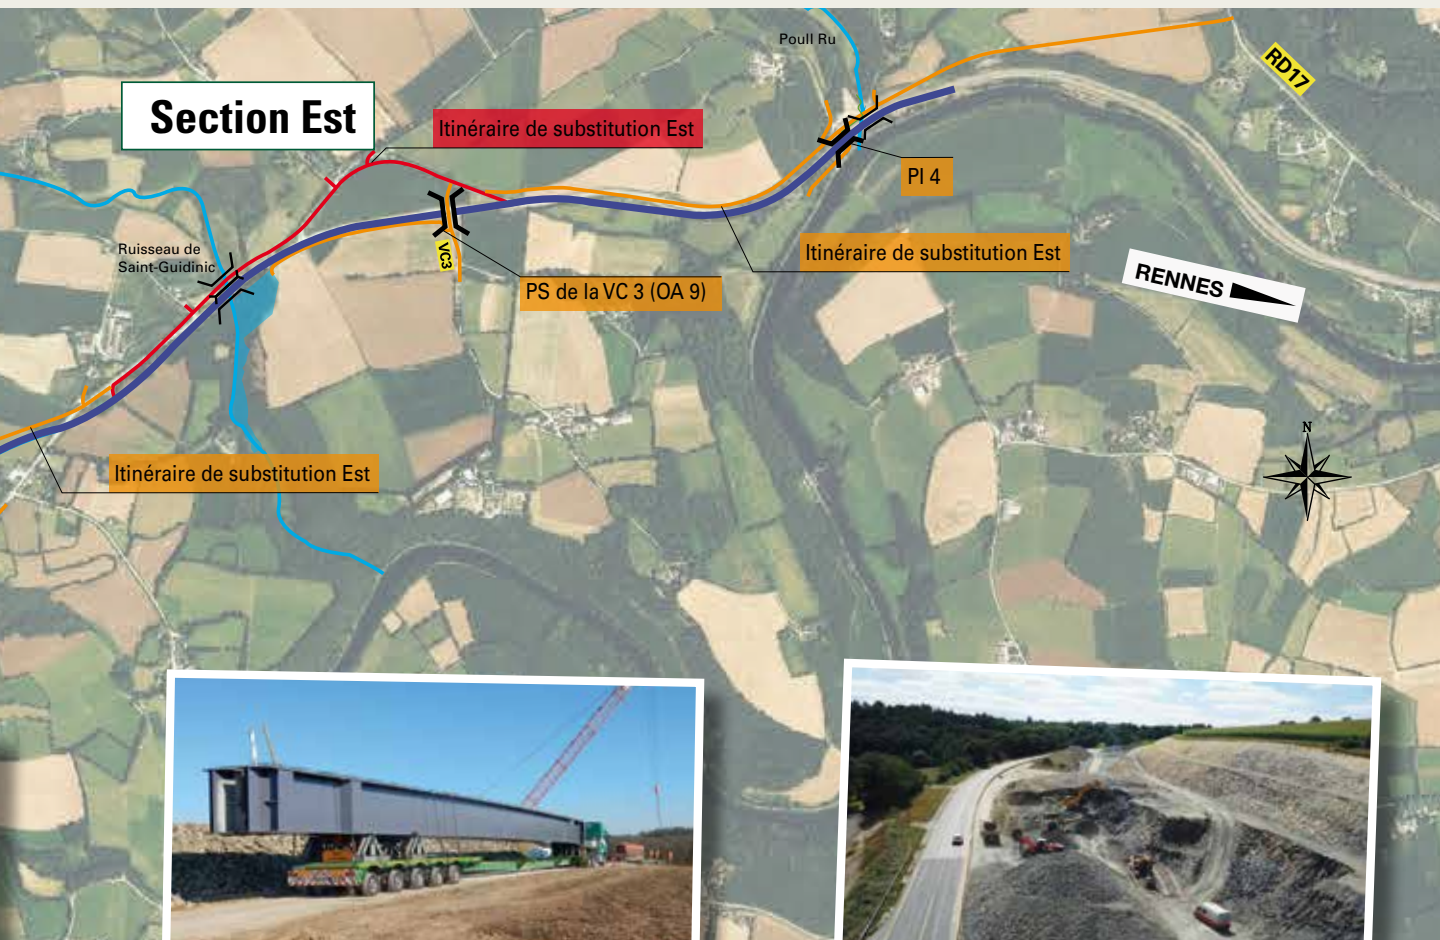 Poull Ru
RD17
Section Est
Itinéraire de substitution Est
PI 4
Ruisseau de
Saint-Guidinic
VC3
Itinéraire de substitution Est
RENNES
PS de la VC 3 (OA 9)
N
Itinéraire de substitution Est